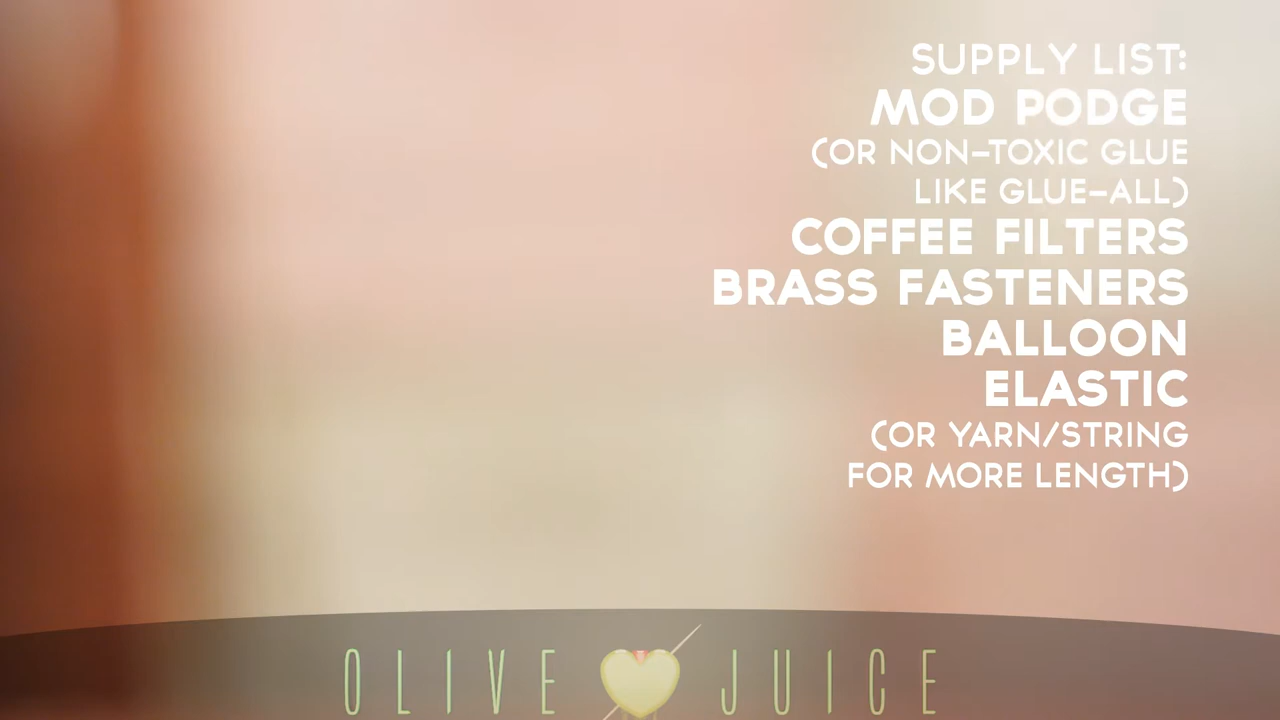 SUPPLY LIST:
MOD PODGE
(OR NON-TOXIC GLUE
LIKE GLUE-ALL)
COFFEE FILTERS
BRASS FASTENERS
BALLOON
ELASTIC
(OR YARN/STRING
FOR MORE LENGTH)
OLIVE JUICE